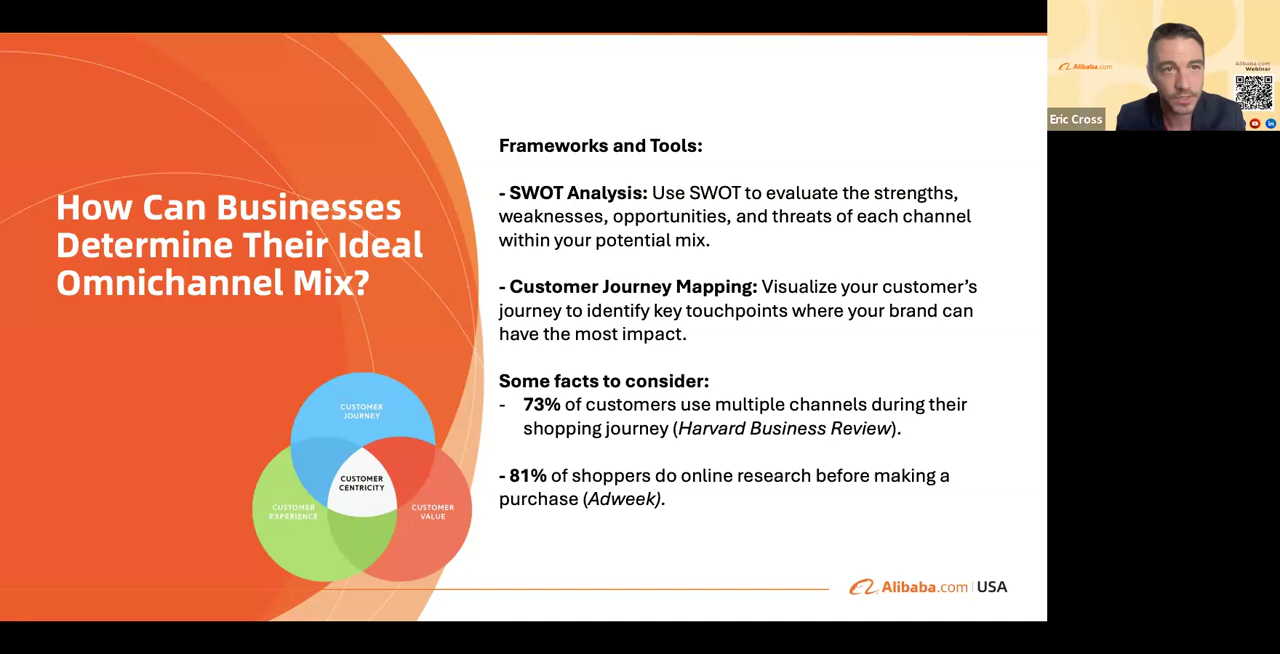 How Can Businesses
Determine Their Ideal
Omnichannel Mix?
CUSTOMER
JOURNEY
CUSTOMER
CENTRICITY
CUSTOMER
EXPERIENCE
CUSTOMER
VALUE
Frameworks and Tools:
- SWOT Analysis: Use SWOT to evaluate the strengths,
weaknesses, opportunities, and threats of each channel
within your potential mix.
- Customer Journey Mapping: Visualize your customer’s
journey to identify key touchpoints where your brand can
have the most impact.
Some facts to consider:
- 73% of customers use multiple channels during their
shopping journey (Harvard Business Review).
- 81% of shoppers do online research before making a
purchase (Adweek).
Alibaba.com | USA
Alibaba.com
Alibaba.com
Webinar
Eric Cross